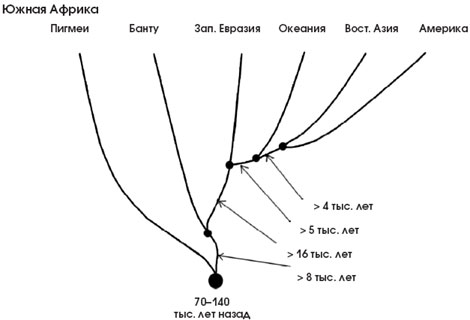 Южная Африка
Пигмеи Банту Зап. Евразия Океания Вост. Азия Америка
> 4 тыс. лет
> 5 тыс. лет
> 16 тыс. лет
> 8 тыс. лет
70–140
тыс. лет назад